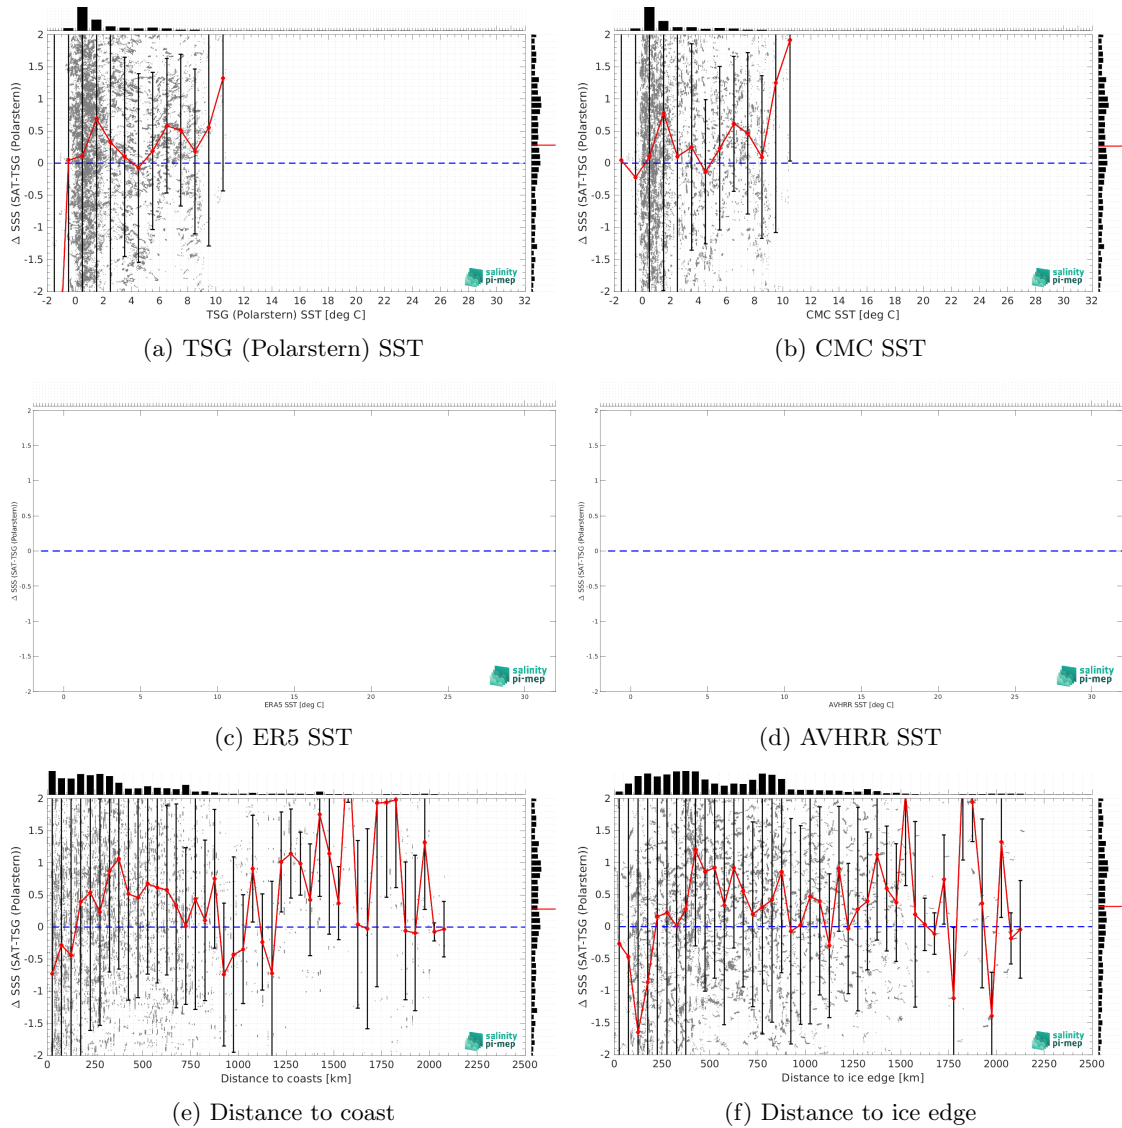 2
1.5
1
0.5
0
-0.5
-1
-1.5
-2
Δ SSS (SAT-TSG (Polarstern))
salinity
pi-mep
-2 0 2 4 6 8 10 12 14 16 18 20 22 24 26 28 30 32
TSG (Polarstern) SST [deg C]
(a) TSG (Polarstern) SST
2
1.5
1
0.5
0
-0.5
-1
-1.5
-2
Δ SSS (SAT-TSG (Polarstern))
salinity
pi-mep
-2 0 2 4 6 8 10 12 14 16 18 20 22 24 26 28 30 32
CMC SST [deg C]
(b) CMC SST
2
1.5
1
0.5
0
-0.5
-1
-1.5
-2
Δ SSS (SAT-TSG (Polarstern))
salinity
pi-mep
0 5 10 15 20 25 30
ERA5 SST [deg C]
(c) ER5 SST
2
1.5
1
0.5
0
-0.5
-1
-1.5
-2
Δ SSS (SAT-TSG (Polarstern))
salinity
pi-mep
0 5 10 15 20 25 30
AVHRR SST [deg C]
(d) AVHRR SST
2
1.5
1
0.5
0
-0.5
-1
-1.5
-2
Δ SSS (SAT-TSG (Polarstern))
salinity
pi-mep
0 250 500 750 1000 1250 1500 1750 2000 2250 2500
Distance to coasts [km]
(e) Distance to coast
2
1.5
1
0.5
0
-0.5
-1
-1.5
-2
Δ SSS (SAT-TSG (Polarstern))
salinity
pi-mep
0 250 500 750 1000 1250 1500 1750 2000 2250 2500
Distance to ice edge [km]
(f) Distance to ice edge